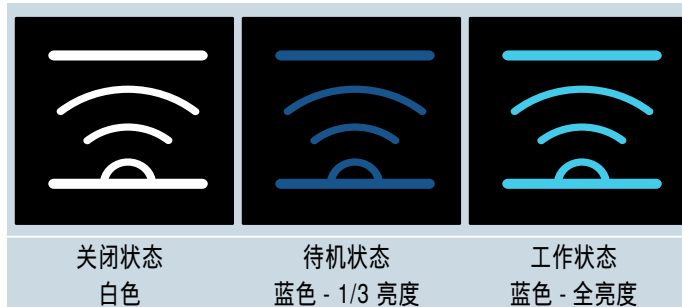 关闭状态
白色
待机状态
蓝色 - 1/3 亮度
工作状态
蓝色 - 全亮度